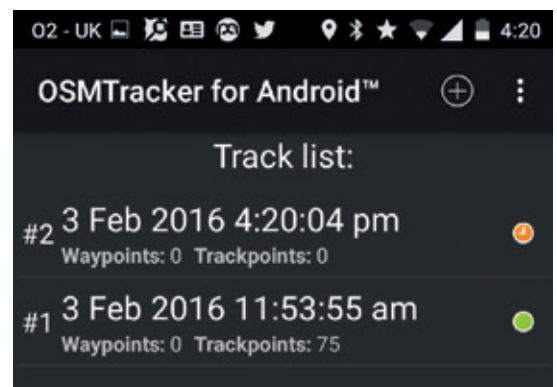 O2 - UK 4:20
OSMTracker for Android™
Track list:
#2 3 Feb 2016 4:20:04 pm
Waypoints: 0 Trackpoints: 0
#1 3 Feb 2016 11:53:55 am
Waypoints: 0 Trackpoints: 75